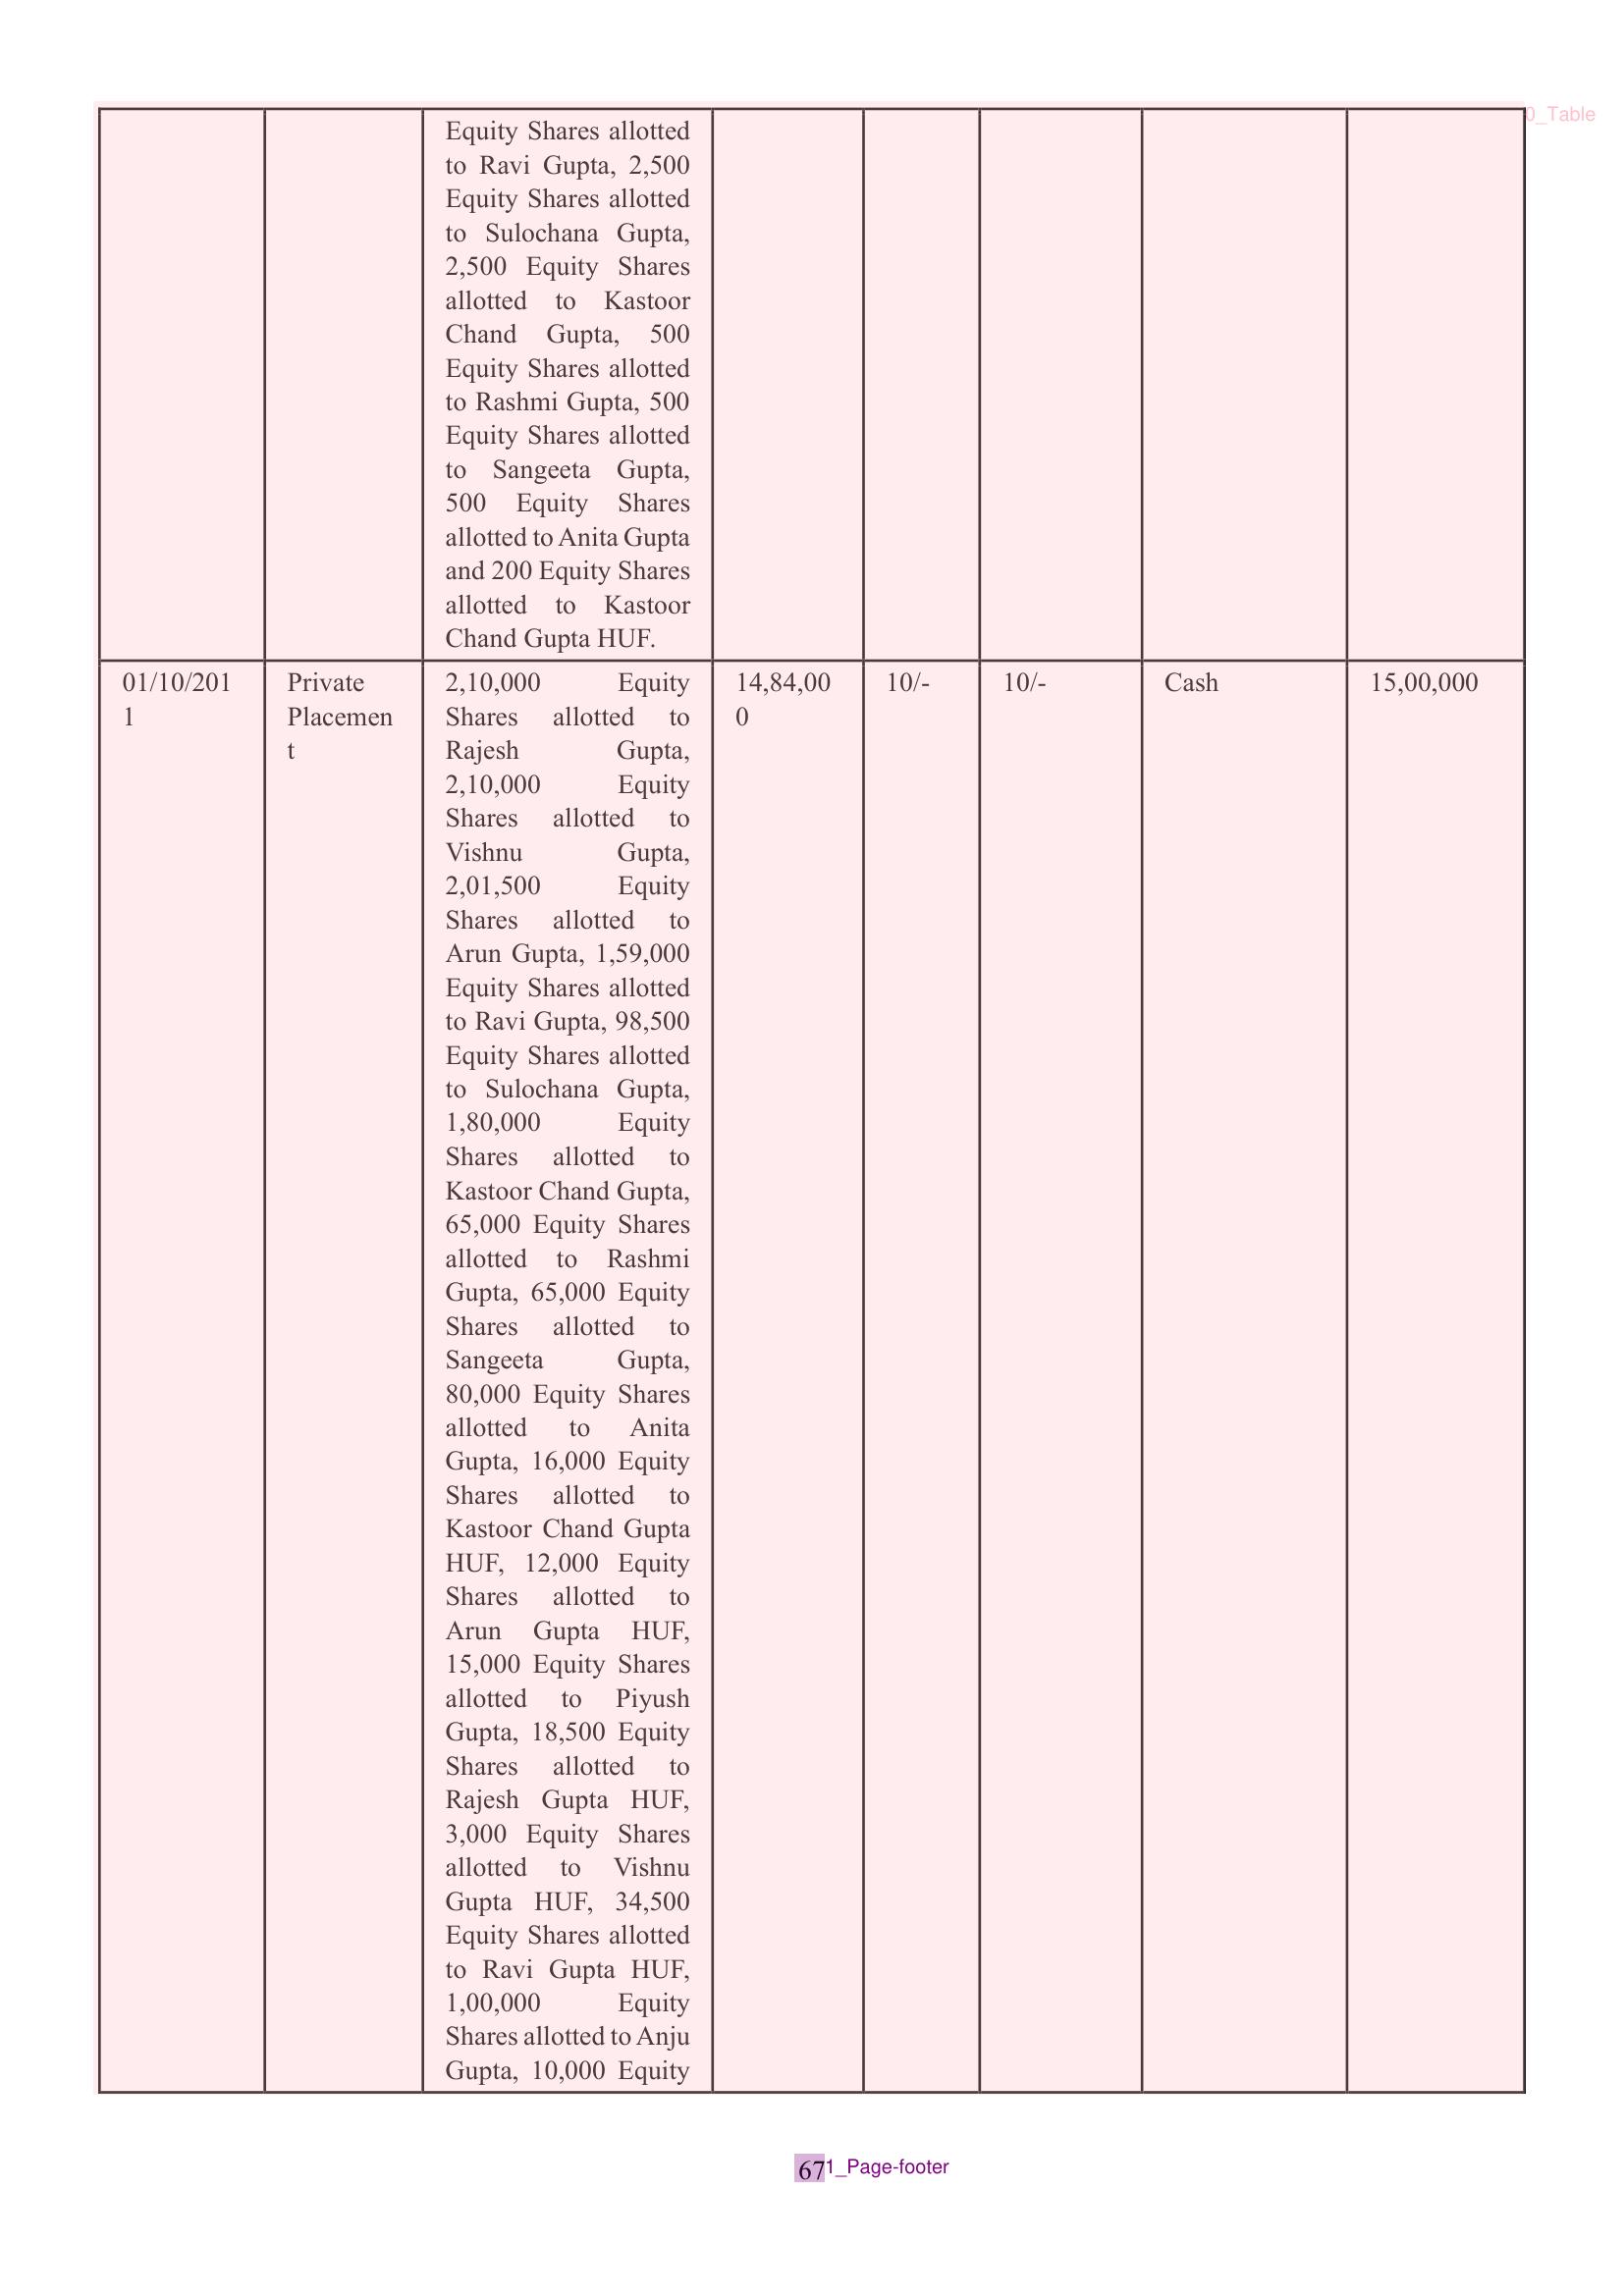 0_Table
Equity Shares allotted
to Ravi Gupta, 2,500
Equity Shares allotted
to Sulochana Gupta,
2,500 Equity Shares
allotted to Kastoor
Chand Gupta, 500
Equity Shares allotted
to Rashmi Gupta, 500
Equity Shares allotted
to Sangeeta Gupta,
500 Equity Shares
allotted to Anita Gupta
and 200 Equity Shares
allotted to Kastoor
Chand Gupta HUF.
01/10/201
1
Private
Placemen
t
2,10,000 Equity
Shares allotted to
Rajesh Gupta,
2,10,000 Equity
Shares allotted to
Vishnu Gupta,
2,01,500 Equity
Shares allotted to
Arun Gupta, 1,59,000
Equity Shares allotted
to Ravi Gupta, 98,500
Equity Shares allotted
to Sulochana Gupta,
1,80,000 Equity
Shares allotted to
Kastoor Chand Gupta,
65,000 Equity Shares
allotted to Rashmi
Gupta, 65,000 Equity
Shares allotted to
Sangeeta Gupta,
80,000 Equity Shares
allotted to Anita
Gupta, 16,000 Equity
Shares allotted to
Kastoor Chand Gupta
HUF, 12,000 Equity
Shares allotted to
Arun Gupta HUF,
15,000 Equity Shares
allotted to Piyush
Gupta, 18,500 Equity
Shares allotted to
Rajesh Gupta HUF,
3,000 Equity Shares
allotted to Vishnu
Gupta HUF, 34,500
Equity Shares allotted
to Ravi Gupta HUF,
1,00,000 Equity
Shares allotted to Anju
Gupta, 10,000 Equity
14,84,00
0
10/-
10/-
Cash
15,00,000
67 1_Page-footer